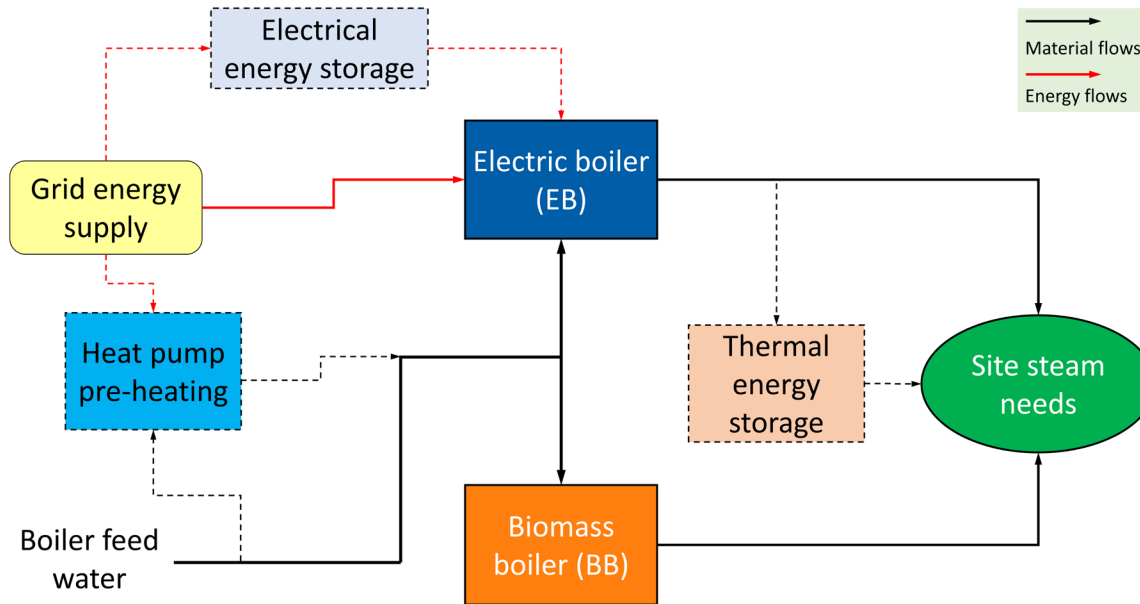 Electrical
energy storage
Material flows
Energy flows
Electric boiler
(EB)
Grid energy
supply
Heat pump
pre-heating
Thermal
energy
storage
Site steam
needs
Boiler feed
water
Biomass
boiler (BB)